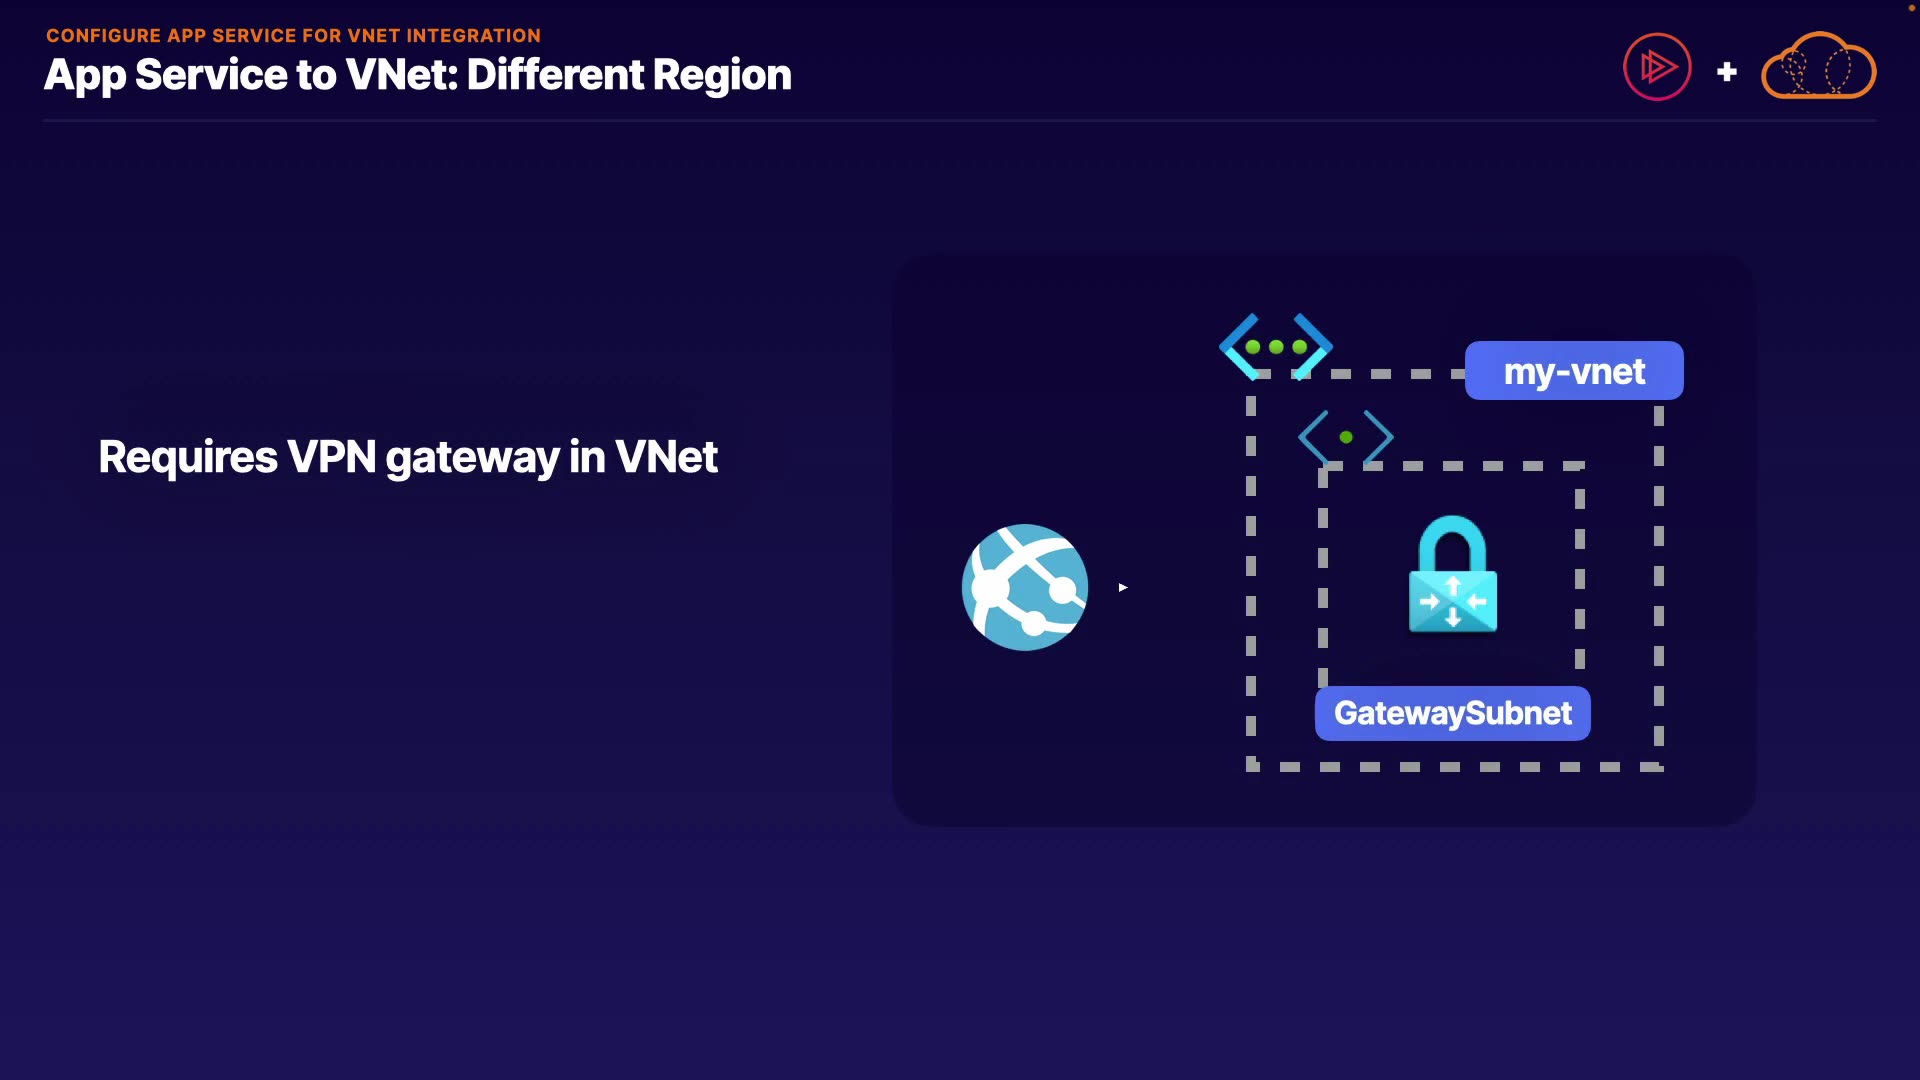 CONFIGURE APP SERVICE FOR VNET INTEGRATION
App Service to VNet: Different Region
my-vnet
Requires VPN gateway in VNet
GatewaySubnet